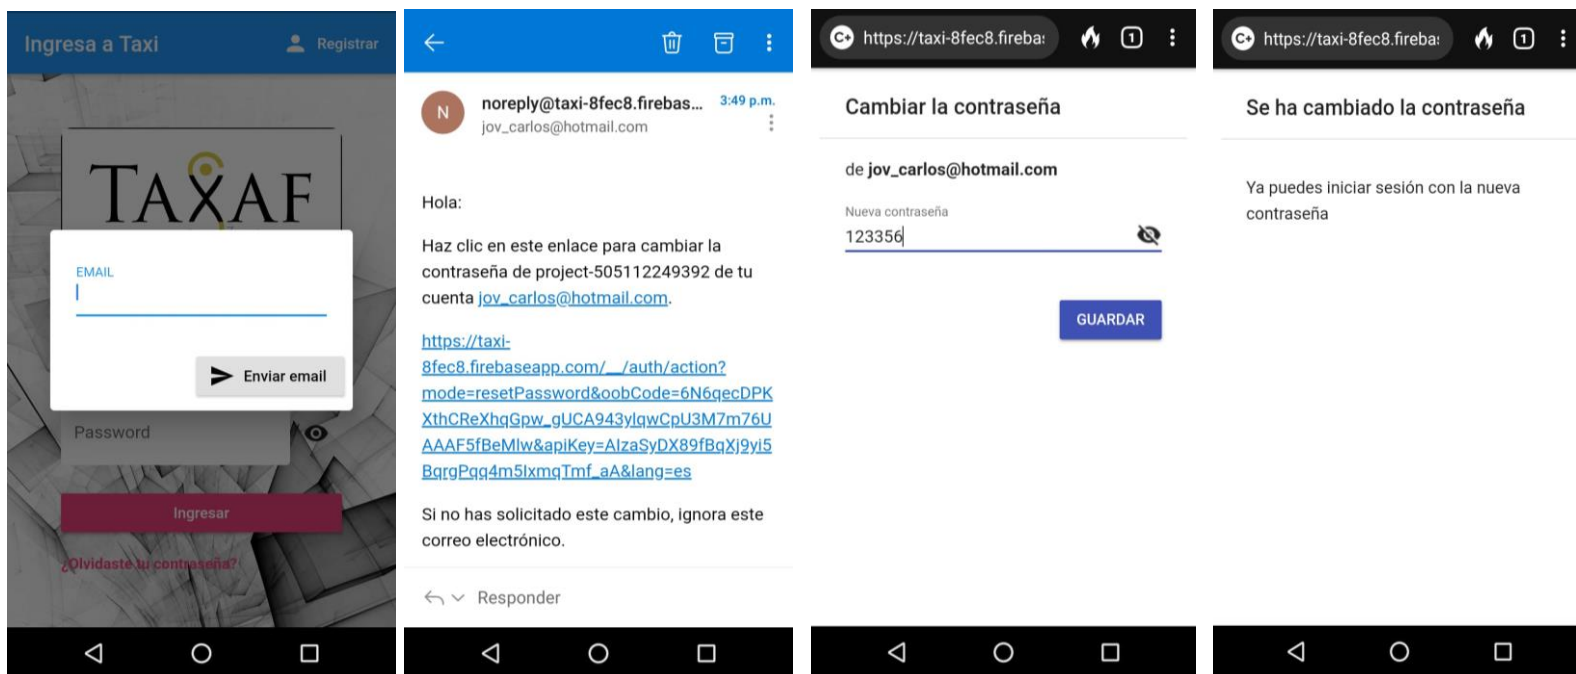 Ingresa a Taxi
Registrar
TAXAF
EMAIL
Enviar email
Password
Ingresar
¿Olvidaste tu contraseña?
N
noreply@taxi-8fec8.firebas...
3:49 p.m.
jov_carlos@hotmail.com
Hola:
Haz clic en este enlace para cambiar la
contraseña de project-505112249392 de tu
cuenta jov_carlos@hotmail.com.
https://taxi-
8fec8.firebaseapp.com/__/auth/action?
mode=resetPassword&oobCode=6N6qecDPK
XthCReXhqGpw_gUCA943ylqwCpU3M7m76U
AAAF5fBeMlw&apiKey=AIzaSyDX89fBqXj9yi5
BqrgPqq4m5IxmqTmf_aA&lang=es
Si no has solicitado este cambio, ignora este
correo electrónico.
Responder
C+
https://taxi-8fec8.fireba:
1
Cambiar la contraseña
de jov_carlos@hotmail.com
Nueva contraseña
123356
GUARDAR
C+
https://taxi-8fec8.fireba:
1
Se ha cambiado la contraseña
Ya puedes iniciar sesión con la nueva
contraseña